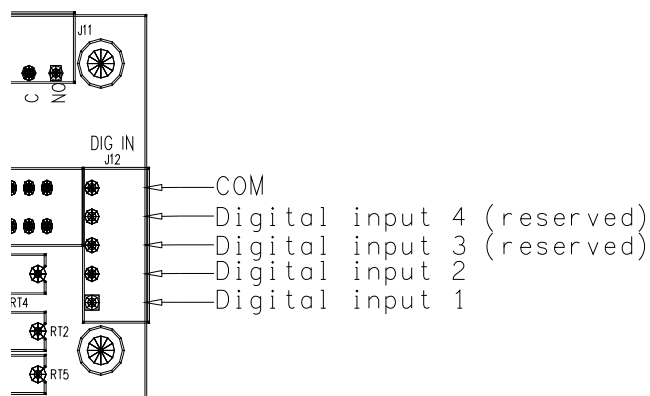 J11
C
NO
DIG IN
J12
COM
Digital input 4 (reserved)
Digital input 3 (reserved)
Digital input 2
Digital input 1
RT4
RT2
RT5